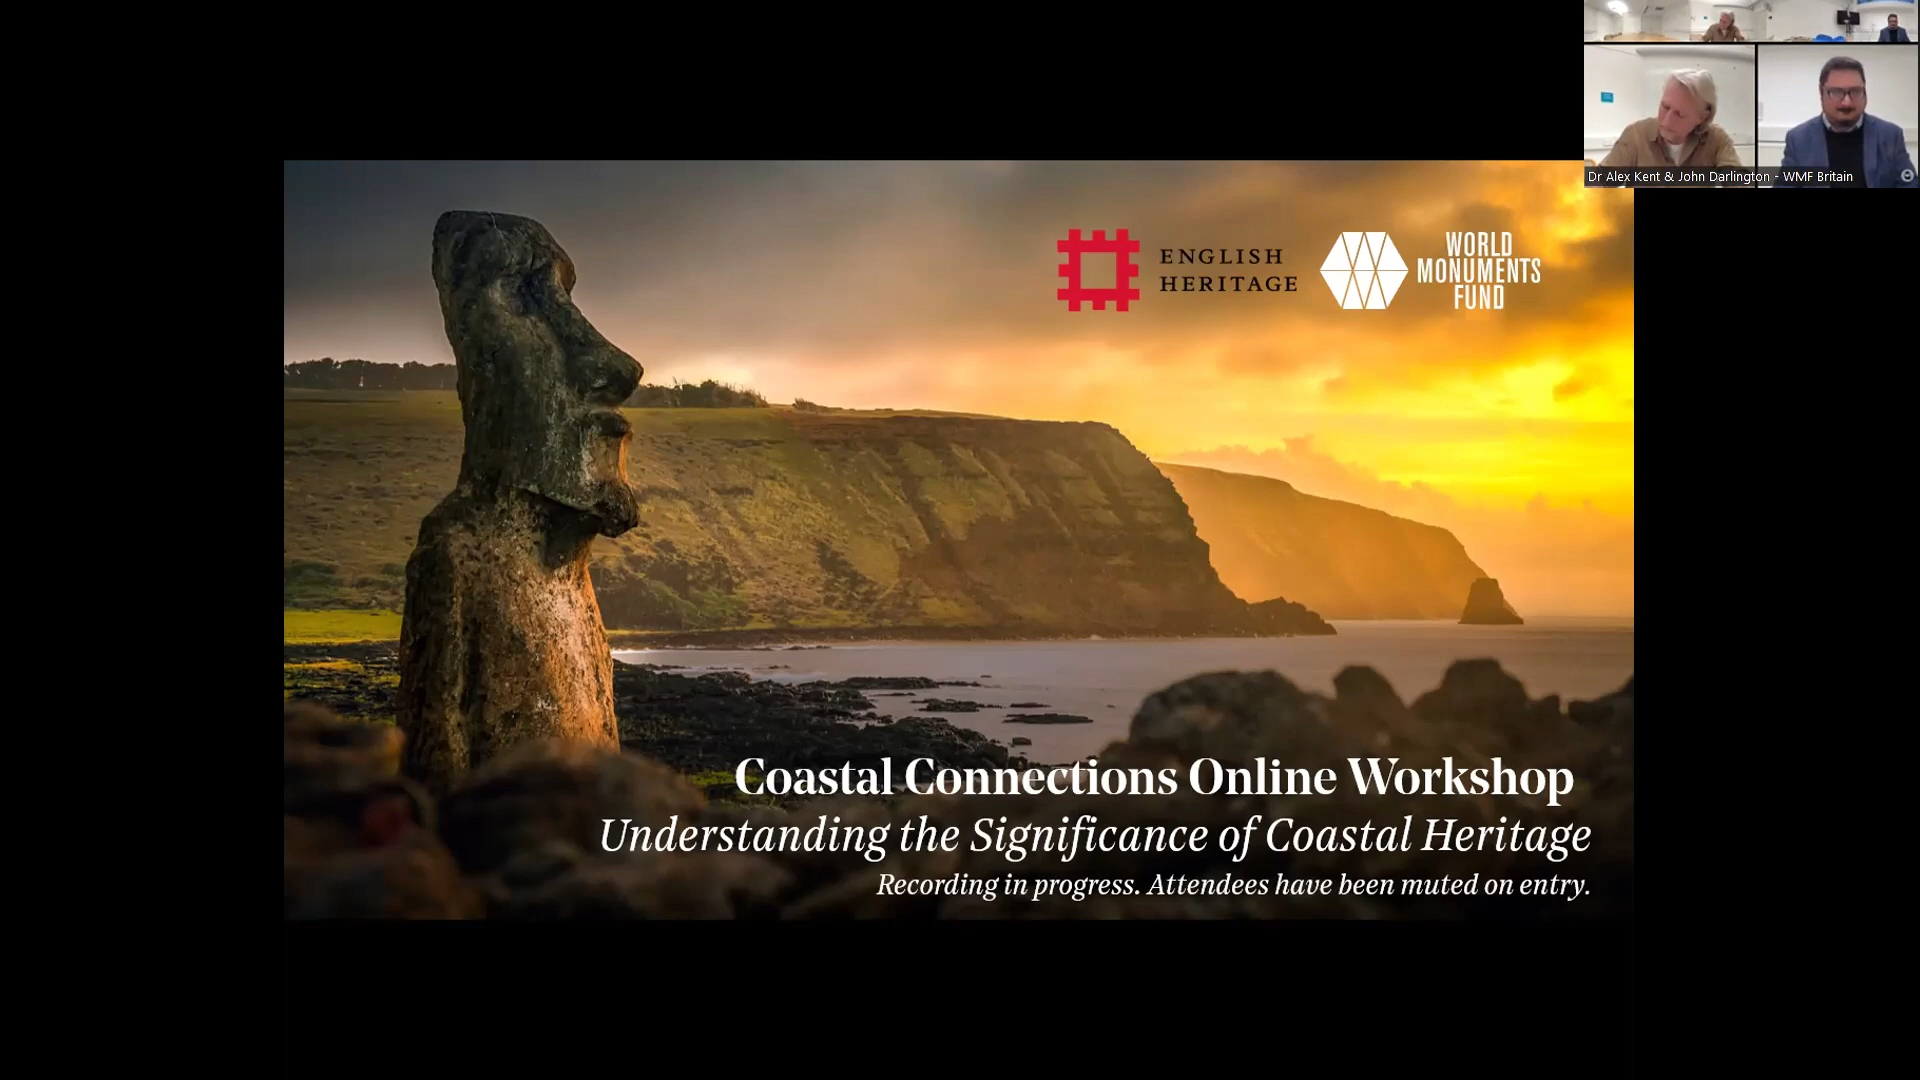 Dr Alex Kent & John Darlington - WMF Britain
ENGLISH
HERITAGE
WORLD
MONUMENTS
FUND
Coastal Connections Online Workshop
Understanding the Significance of Coastal Heritage
Recording in progress. Attendees have been muted on entry.